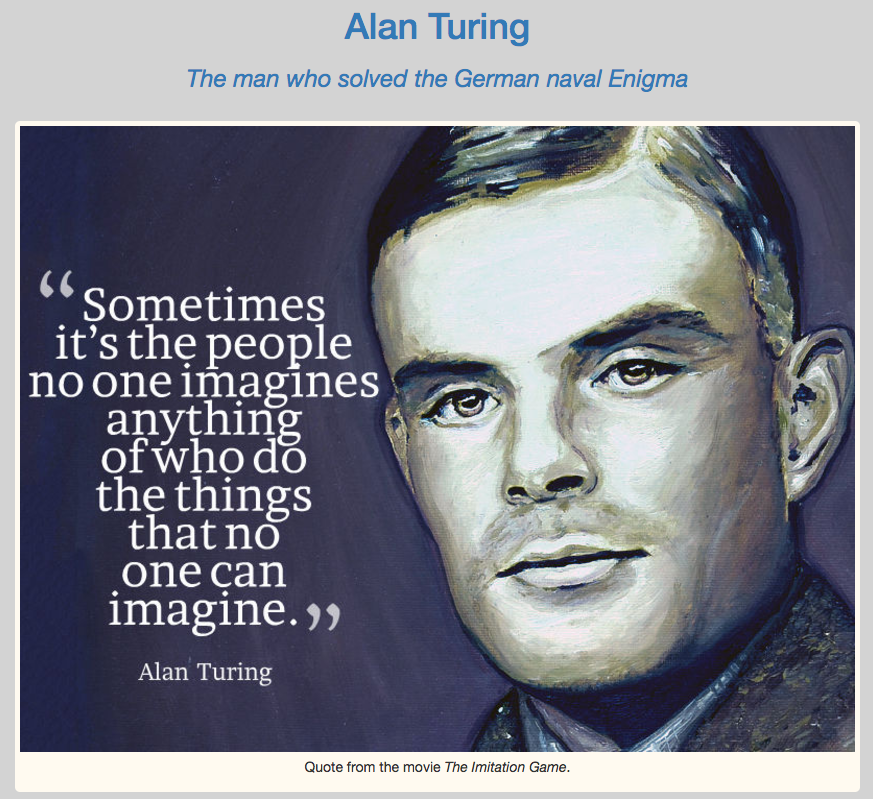 Alan Turing
The man who solved the German naval Enigma
“Sometimes
it’s the people
no one imagines
anything
of who do
the things
that no
one can
imagine.”
Alan Turing
Quote from the movie The Imitation Game.